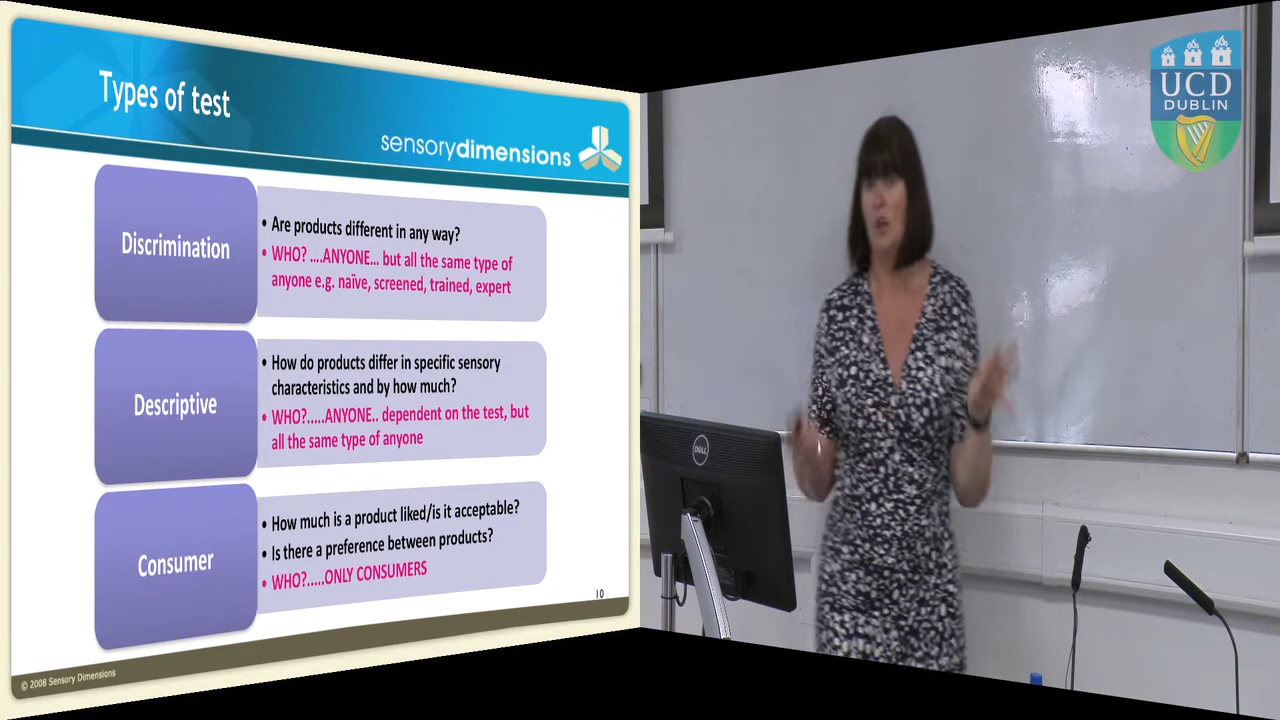 Types of test
sensorydimensions
Discrimination
• Are products different in any way?
• WHO? ....ANYONE... but all the same type of
anyone e.g. naïve, screened, trained, expert
Descriptive
• How do products differ in specific sensory
characteristics and by how much?
• WHO?.....ANYONE.. dependent on the test, but
all the same type of anyone
Consumer
• How much is a product liked/is it acceptable?
• Is there a preference between products?
• WHO?.....ONLY CONSUMERS
10
© 2008 Sensory Dimensions
UCD
DUBLIN
DELL